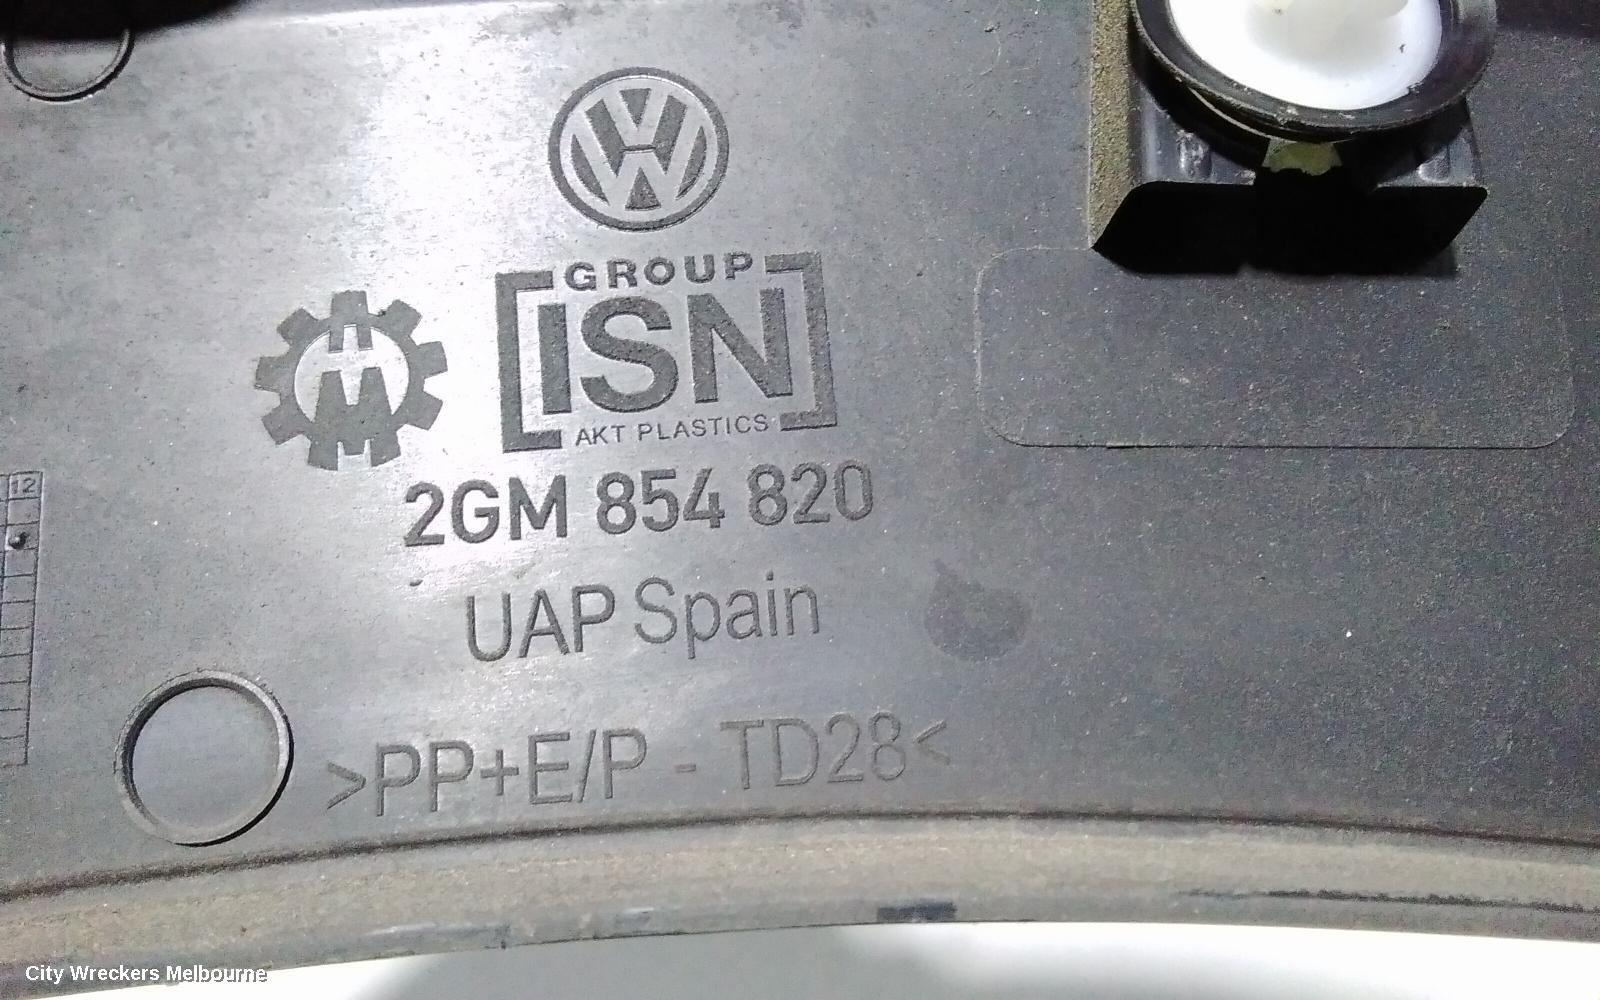 GROUP
ISN
AKT PLASTICS
12
2GM 854 820
UAP Spain
>PP+E/P - TD28<
City Wreckers Melbourne